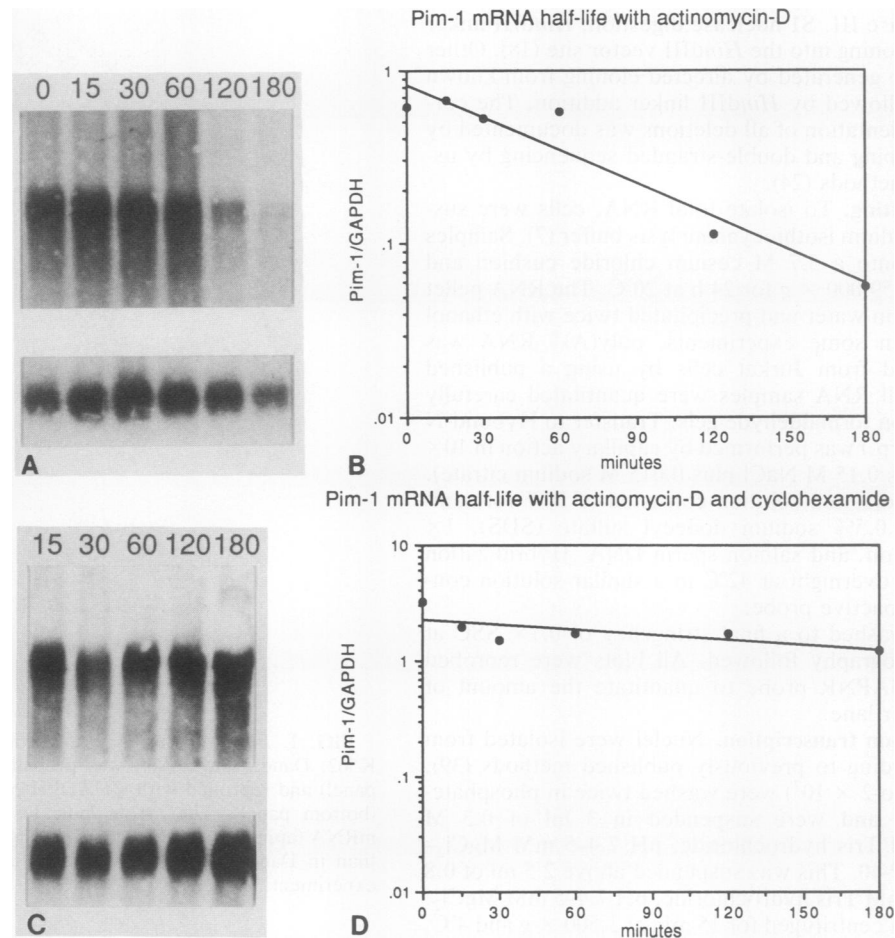 Pim-1 mRNA half-life with actinomycin-D
0 15 30 60 120 180
A
1
.1
.01
Pim-1/GAPDH
0 30 60 90 120 150 180
minutes
B
Pim-1 mRNA half-life with actinomycin-D and cyclohexamide
15 30 60 120 180
C
10
1
.1
.01
Pim-1/GAPDH
0 30 60 90 120 150 180
minutes
D